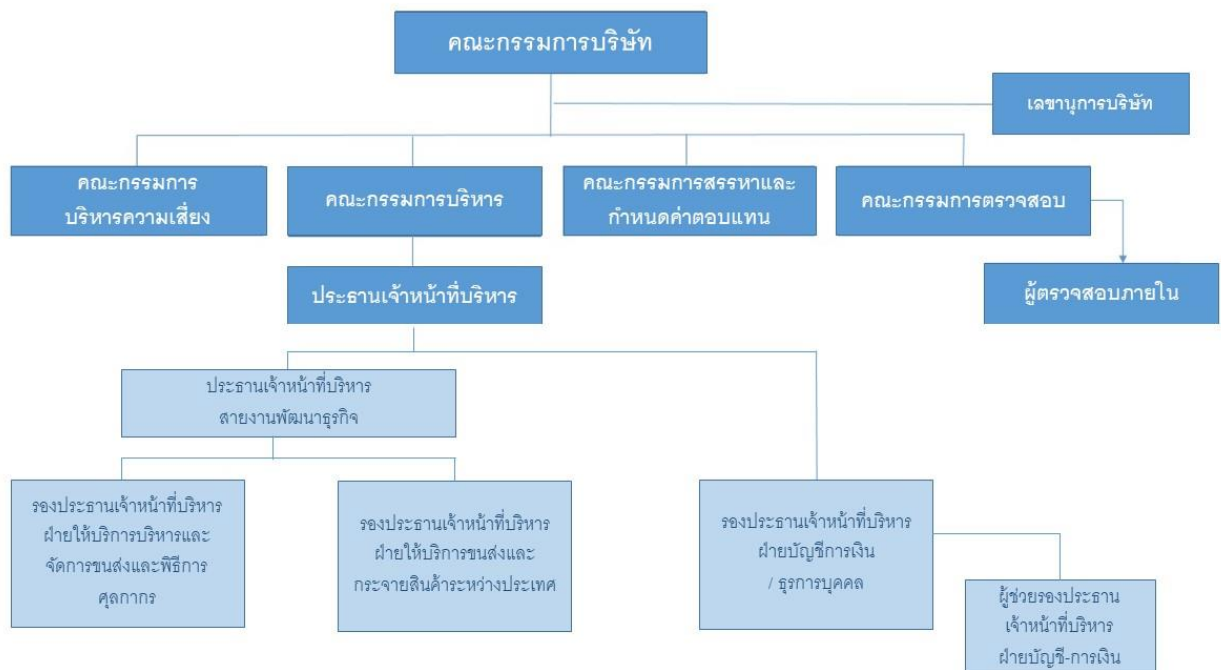 คณะกรรมการบริษัท
เลขานุการบริษัท
คณะกรรมการ
บริหารความเสี่ยง
คณะกรรมการบริหาร
คณะกรรมการสรรหาและ
กำหนดค่าตอบแทน
คณะกรรมการตรวจสอบ
ประธานเจ้าหน้าที่บริหาร
ผู้ตรวจสอบภายใน
ประธานเจ้าหน้าที่บริหาร
สายงานพัฒนาธุรกิจ
รองประธานเจ้าหน้าที่บริหาร
ฝ่ายให้บริการบริหารและ
จัดการขนส่งและพิธีการ
ศุลกากร
รองประธานเจ้าหน้าที่บริหาร
ฝ่ายให้บริการขนส่งและ
กระจายสินค้าระหว่างประเทศ
รองประธานเจ้าหน้าที่บริหาร
ฝ่ายบัญชีการเงิน
/ ธุรการบุคคล
ผู้ช่วยรองประธาน
เจ้าหน้าที่บริหาร
ฝ่ายบัญชี-การเงิน